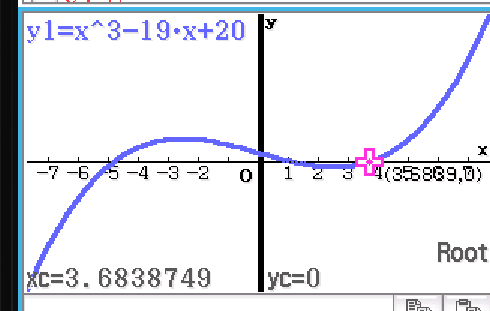 y1=x^3-19·x+20
y
x
-7 -6 -5 -4 -3 -2 O 1 2 3 4
Root
xc=3.6838749 yc=0